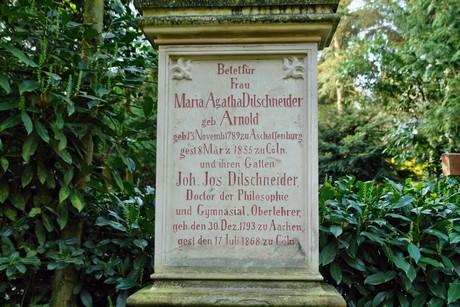 Betet für
Frau
Maria Agatha Dilschneider
geb Arnold
geb 13 Novemb 1789 zu Aschaffenburg
gest 8 März 1855 zu Cöln.
und ihren Gatten
Joh. Jos. Dilschneider,
Doctor der Philosophie
und Gymnasial-Oberlehrer,
geb. den 30 Dez. 1793 zu Aachen,
gest den 17 Juli 1868 zu Cöln